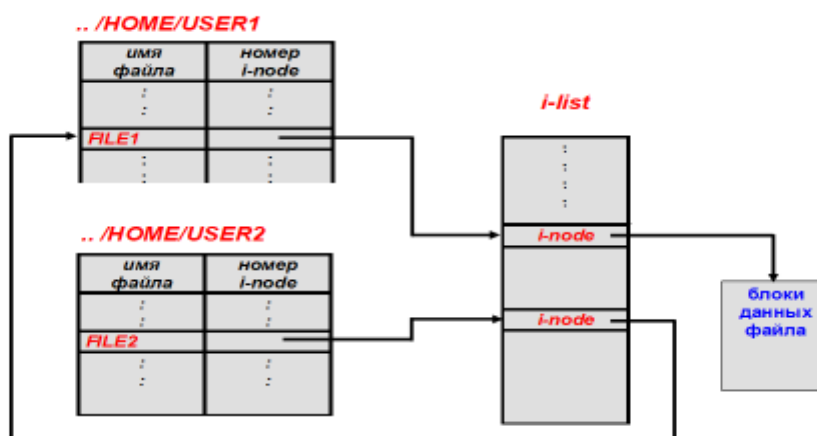 .. /HOME/USER1
имя файла
номер i-node
:
:
:
:
FILE1
:
:
:
:
i-list
:
:
:
:
i-node
i-node
.. /HOME/USER2
имя файла
номер i-node
:
:
:
:
FILE2
:
:
:
:
блоки
данных
файла